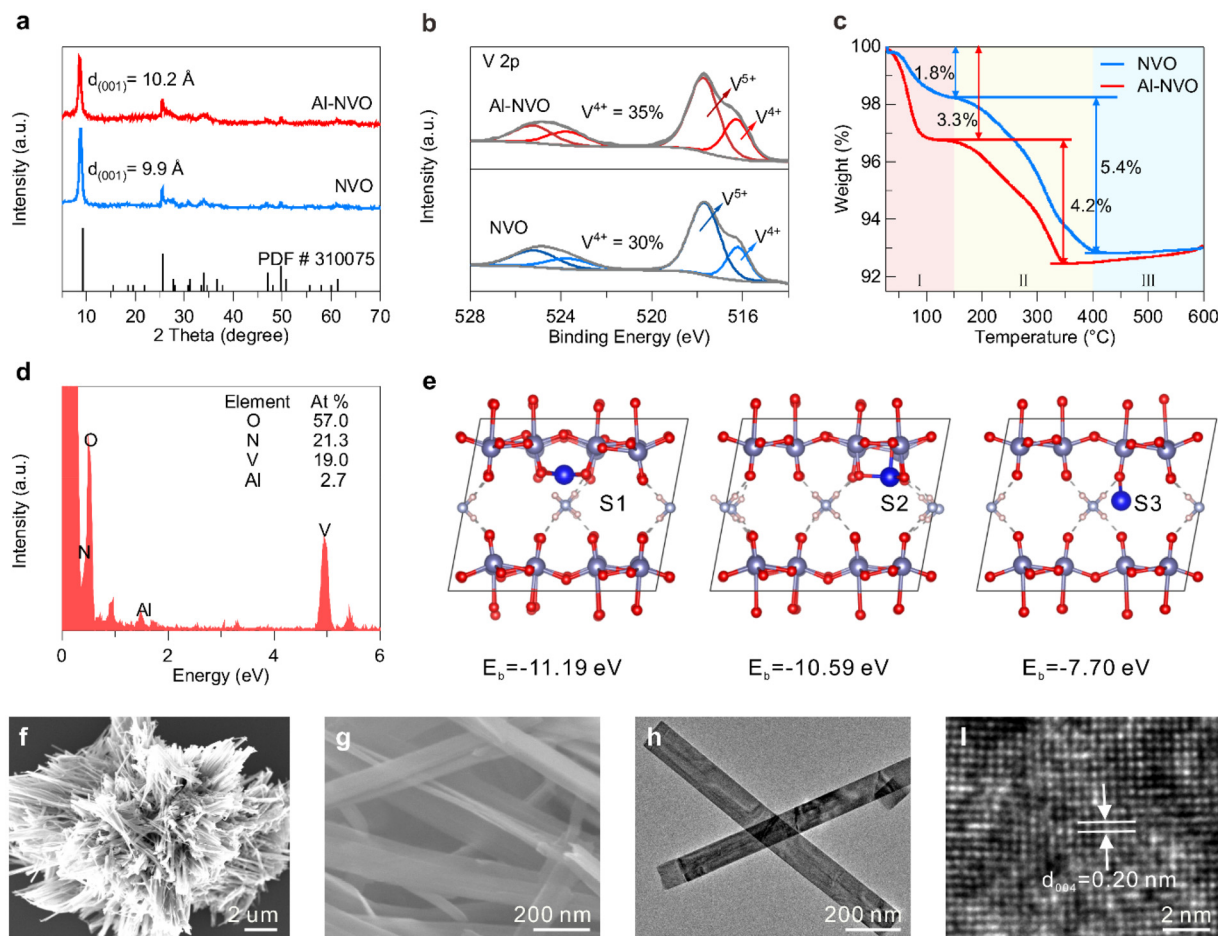 a
Intensity (a.u.)
d(001)= 10.2 Å
Al-NVO
d(001)= 9.9 Å
NVO
PDF # 310075
10 20 30 40 50 60 70
2 Theta (degree)
b
Intensity (a.u.)
V 2p
Al-NVO
V4+ = 35%
V5+
V4+
NVO
V4+ = 30%
V5+
V4+
528 524 520 516
Binding Energy (eV)
c
Weight (%)
100
98
96
94
92
NVO
Al-NVO
1.8%
3.3%
5.4%
4.2%
I II III
100 200 300 400 500 600
Temperature (°C)
d
Intensity (a.u.)
Element At %
O 57.0
N 21.3
V 19.0
Al 2.7
O
N
Al
V
0 2 4 6
Energy (eV)
e
S1
S2
S3
Eb=-11.19 eV
Eb=-10.59 eV
Eb=-7.70 eV
f
2 um
g
200 nm
h
200 nm
I
d004=0.20 nm
2 nm